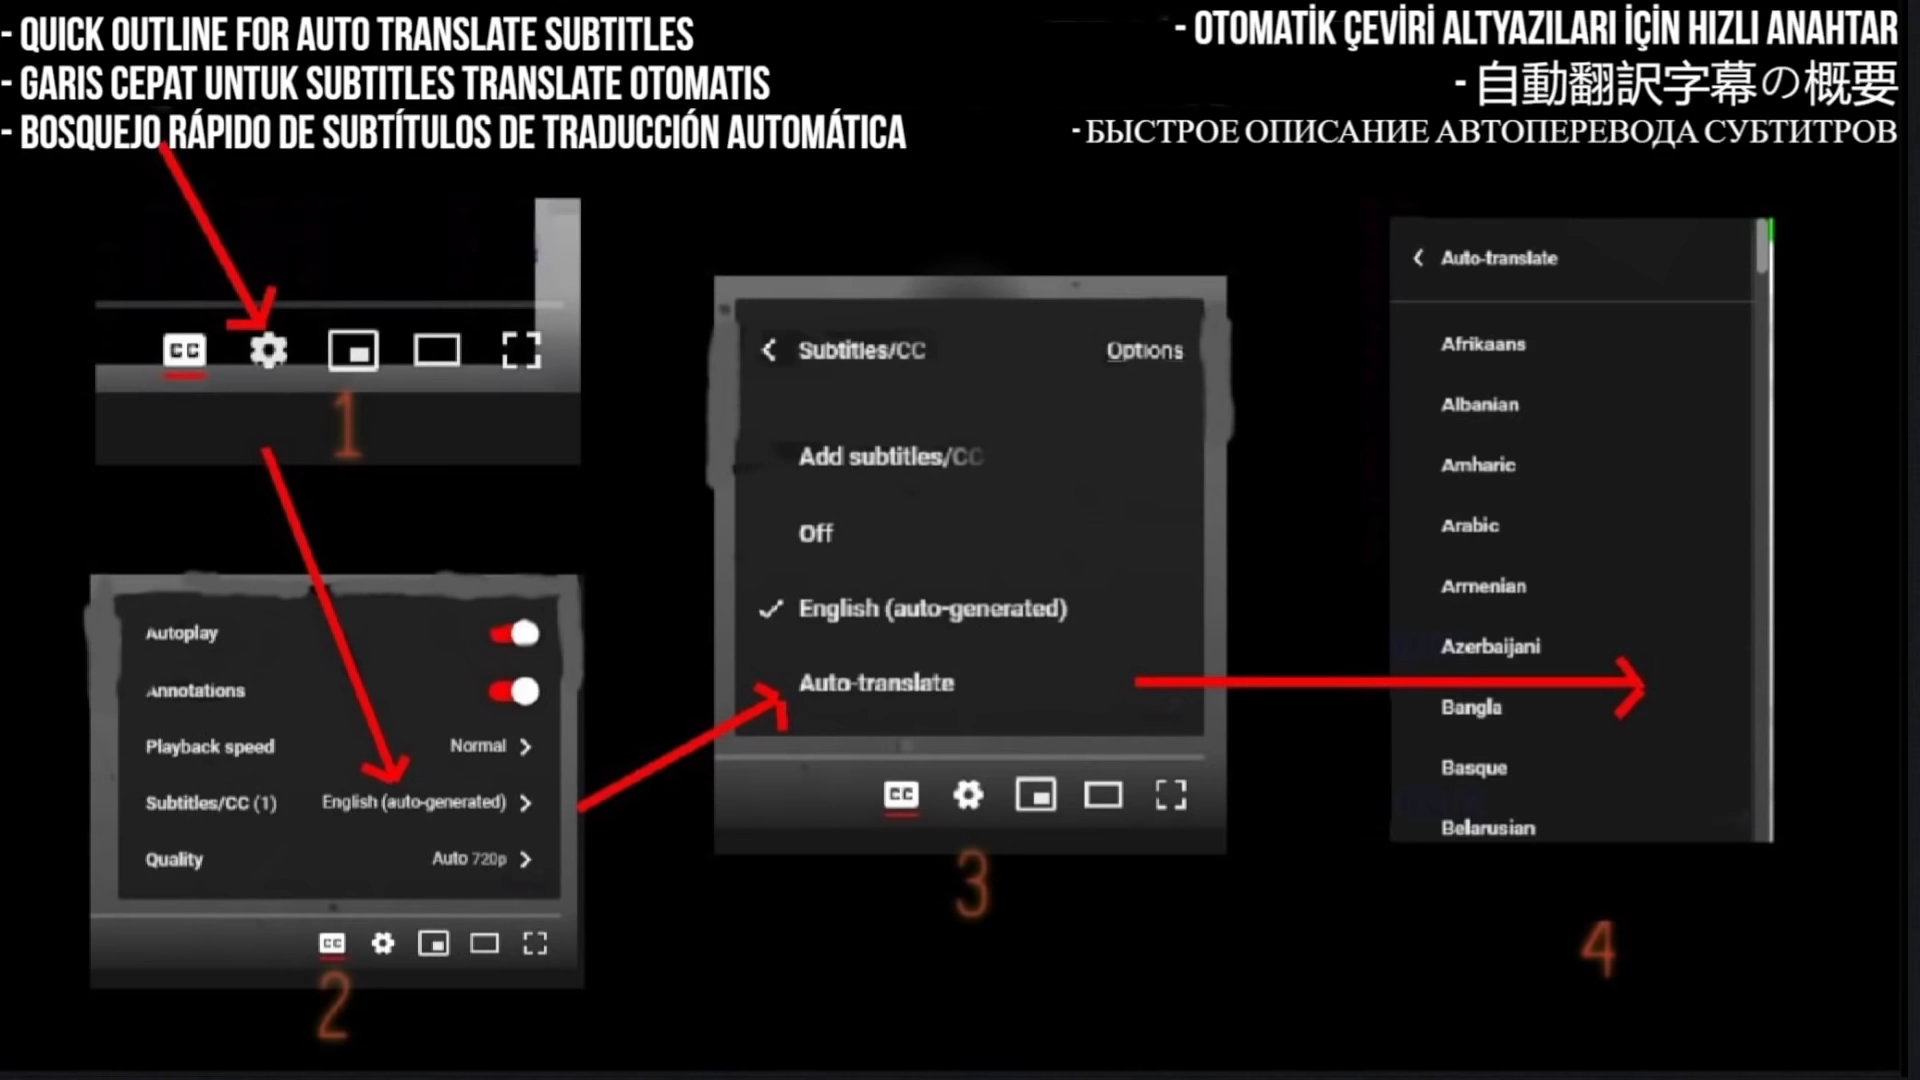 - QUICK OUTLINE FOR AUTO TRANSLATE SUBTITLES
- GARIS CEPAT UNTUK SUBTITLES TRANSLATE OTOMATIS
- BOSQUEJO RÁPIDO DE SUBTÍTULOS DE TRADUCCIÓN AUTOMÁTICA
- OTOMATİK ÇEVİRİ ALTYAZILARI İÇİN HIZLI ANAHTAR
- 自動翻訳字幕の概要
- БЫСТРОЕ ОПИСАНИЕ АВТОПЕРЕВОДА СУБТИТРОВ
CC
1
Autoplay
Annotations
Playback speed Normal
Subtitles/CC (1) English (auto-generated)
Quality Auto 720p
CC
2
Subtitles/CC Options
Add subtitles/CC
Off
English (auto-generated)
Auto-translate
CC
3
Auto-translate
Afrikaans
Albanian
Amharic
Arabic
Armenian
Azerbaijani
Bangla
Basque
Belarusian
4